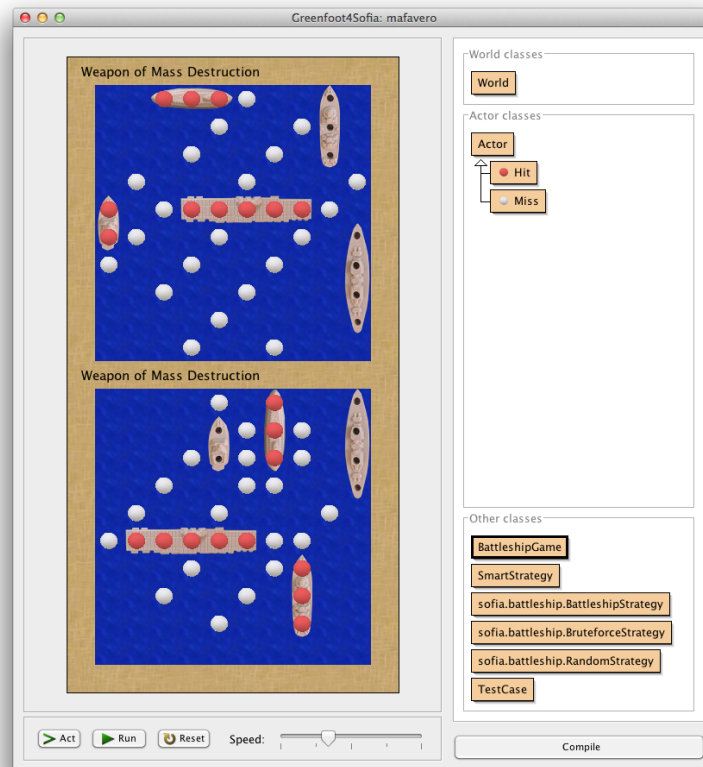 Greenfoot4Sofia: mafavero
Weapon of Mass Destruction
Weapon of Mass Destruction
World classes
World
Actor classes
Actor
Hit
Miss
Other classes
BattleshipGame
SmartStrategy
sofia.battleship.BattleshipStrategy
sofia.battleship.BruteforceStrategy
sofia.battleship.RandomStrategy
TestCase
Act
Run
Reset
Speed:
Compile